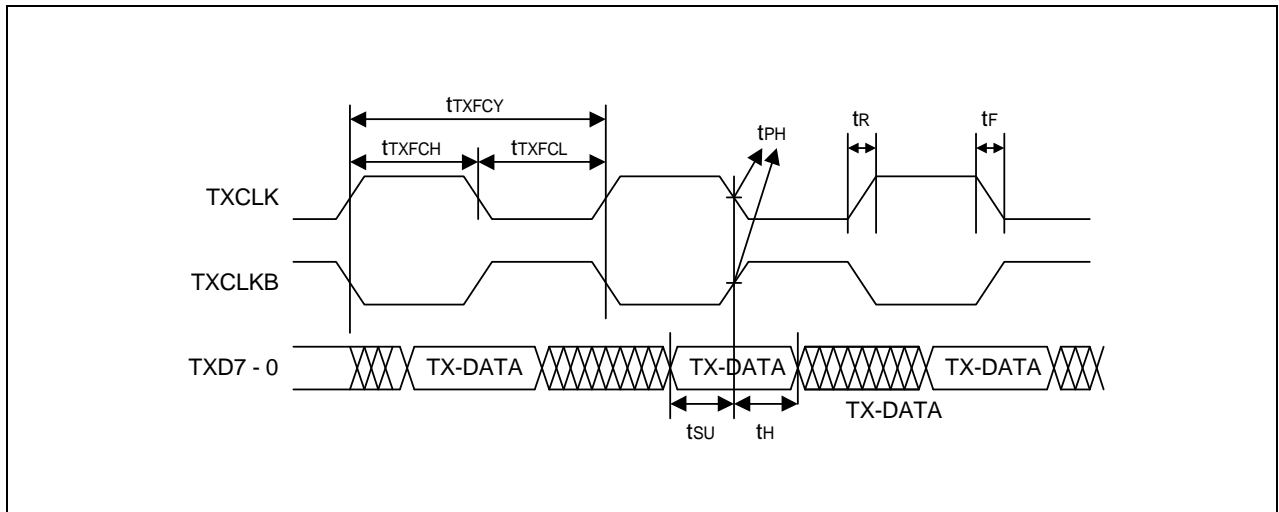 tTXFCY
tTXFCH
tTXFCL
tPH
tR
tF
TXCLK
TXCLKB
TXD7 - 0
TX-DATA
TX-DATA
TX-DATA
TX-DATA
tSU
tH